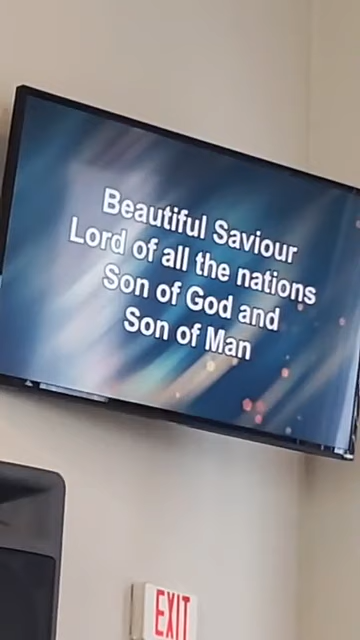 Beautiful Saviour
Lord of all the nations
Son of God and
Son of Man
EXIT